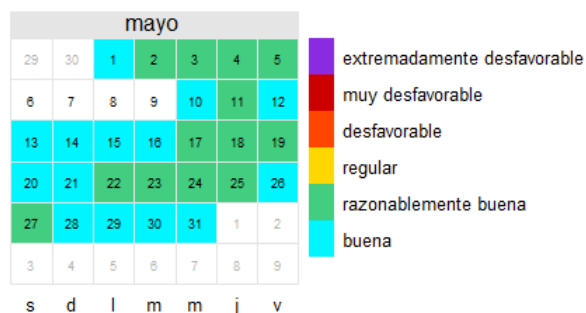 mayo
29 30 1 2 3 4 5
6 7 8 9 10 11 12
13 14 15 16 17 18 19
20 21 22 23 24 25 26
27 28 29 30 31 1 2
3 4 5 6 7 8 9
s d l m m j v
extremadamente desfavorable
muy desfavorable
desfavorable
regular
razonablemente buena
buena